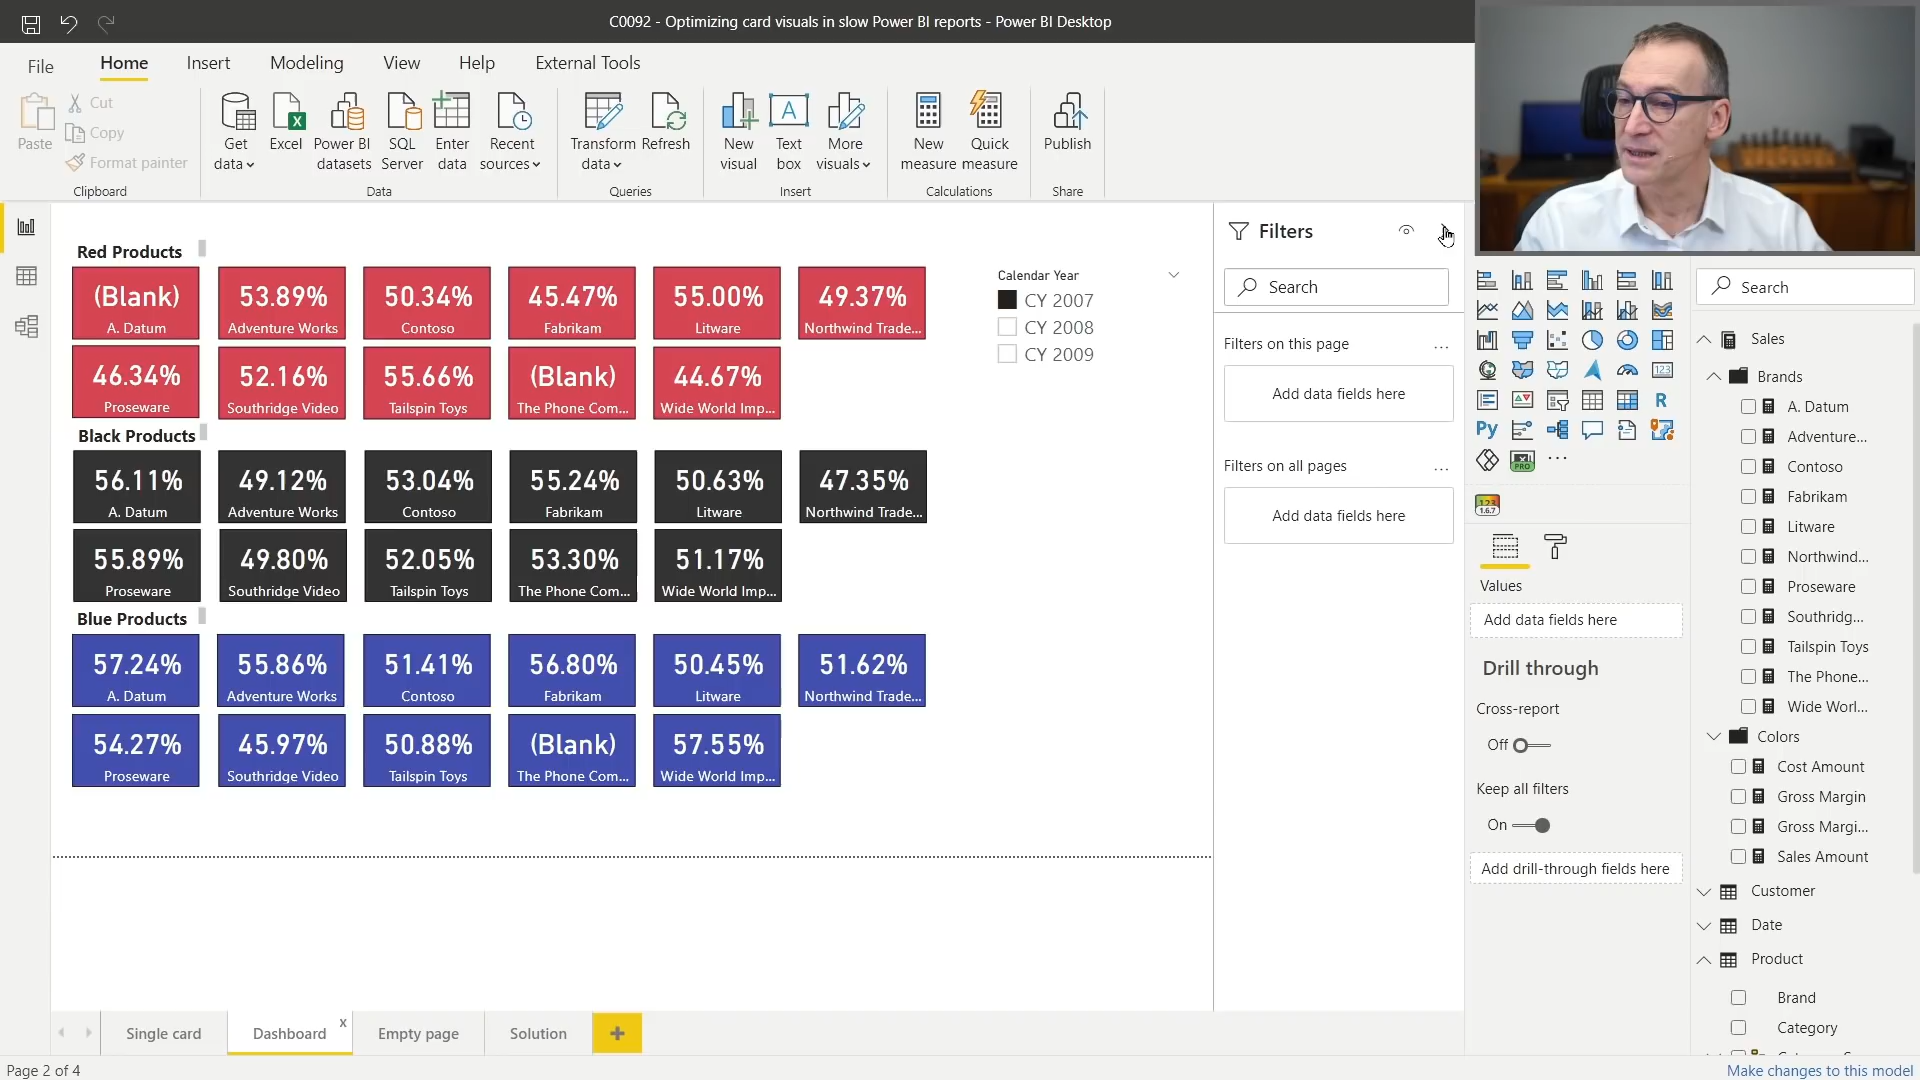 C0092 - Optimizing card visuals in slow Power BI reports - Power BI Desktop
File
Home
Insert
Modeling
View
Help
External Tools
Paste
Cut
Copy
Format painter
Clipboard
Get data
Excel
Power BI datasets
SQL Server
Enter data
Recent sources
Data
Transform data
Refresh
Queries
New visual
Text box
More visuals
Insert
New measure
Quick measure
Calculations
Publish
Share
Red Products
(Blank)
A. Datum
53.89%
Adventure Works
50.34%
Contoso
45.47%
Fabrikam
55.00%
Litware
49.37%
Northwind Trade...
46.34%
Proseware
52.16%
Southridge Video
55.66%
Tailspin Toys
(Blank)
The Phone Com...
44.67%
Wide World Imp...
Black Products
56.11%
A. Datum
49.12%
Adventure Works
53.04%
Contoso
55.24%
Fabrikam
50.63%
Litware
47.35%
Northwind Trade...
55.89%
Proseware
49.80%
Southridge Video
52.05%
Tailspin Toys
53.30%
The Phone Com...
51.17%
Wide World Imp...
Blue Products
57.24%
A. Datum
55.86%
Adventure Works
51.41%
Contoso
56.80%
Fabrikam
50.45%
Litware
51.62%
Northwind Trade...
54.27%
Proseware
45.97%
Southridge Video
50.88%
Tailspin Toys
(Blank)
The Phone Com...
57.55%
Wide World Imp...
Calendar Year
CY 2007
CY 2008
CY 2009
Filters
Search
Filters on this page
...
Add data fields here
Filters on all pages
...
Add data fields here
123
R
Py
PRO
...
123
1.6.7
Values
Add data fields here
Drill through
Cross-report
Off
Keep all filters
On
Add drill-through fields here
Search
Sales
Brands
A. Datum
Adventure...
Contoso
Fabrikam
Litware
Northwind...
Proseware
Southridg...
Tailspin Toys
The Phone...
Wide Worl...
Colors
Cost Amount
Gross Margin
Gross Margi...
Sales Amount
Customer
Date
Product
Brand
Category
Single card
Dashboard
x
Empty page
Solution
+
Page 2 of 4
Make changes to this model